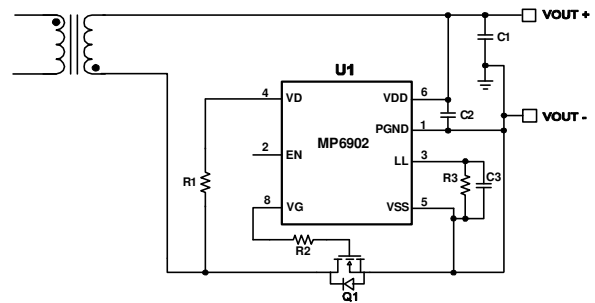 VOUT +
C1
U1
4 VD VDD 6
C2
VOUT -
PGND 1
MP6902
2 EN
LL 3
R1
R3 C3
8 VG
VSS 5
R2
Q1